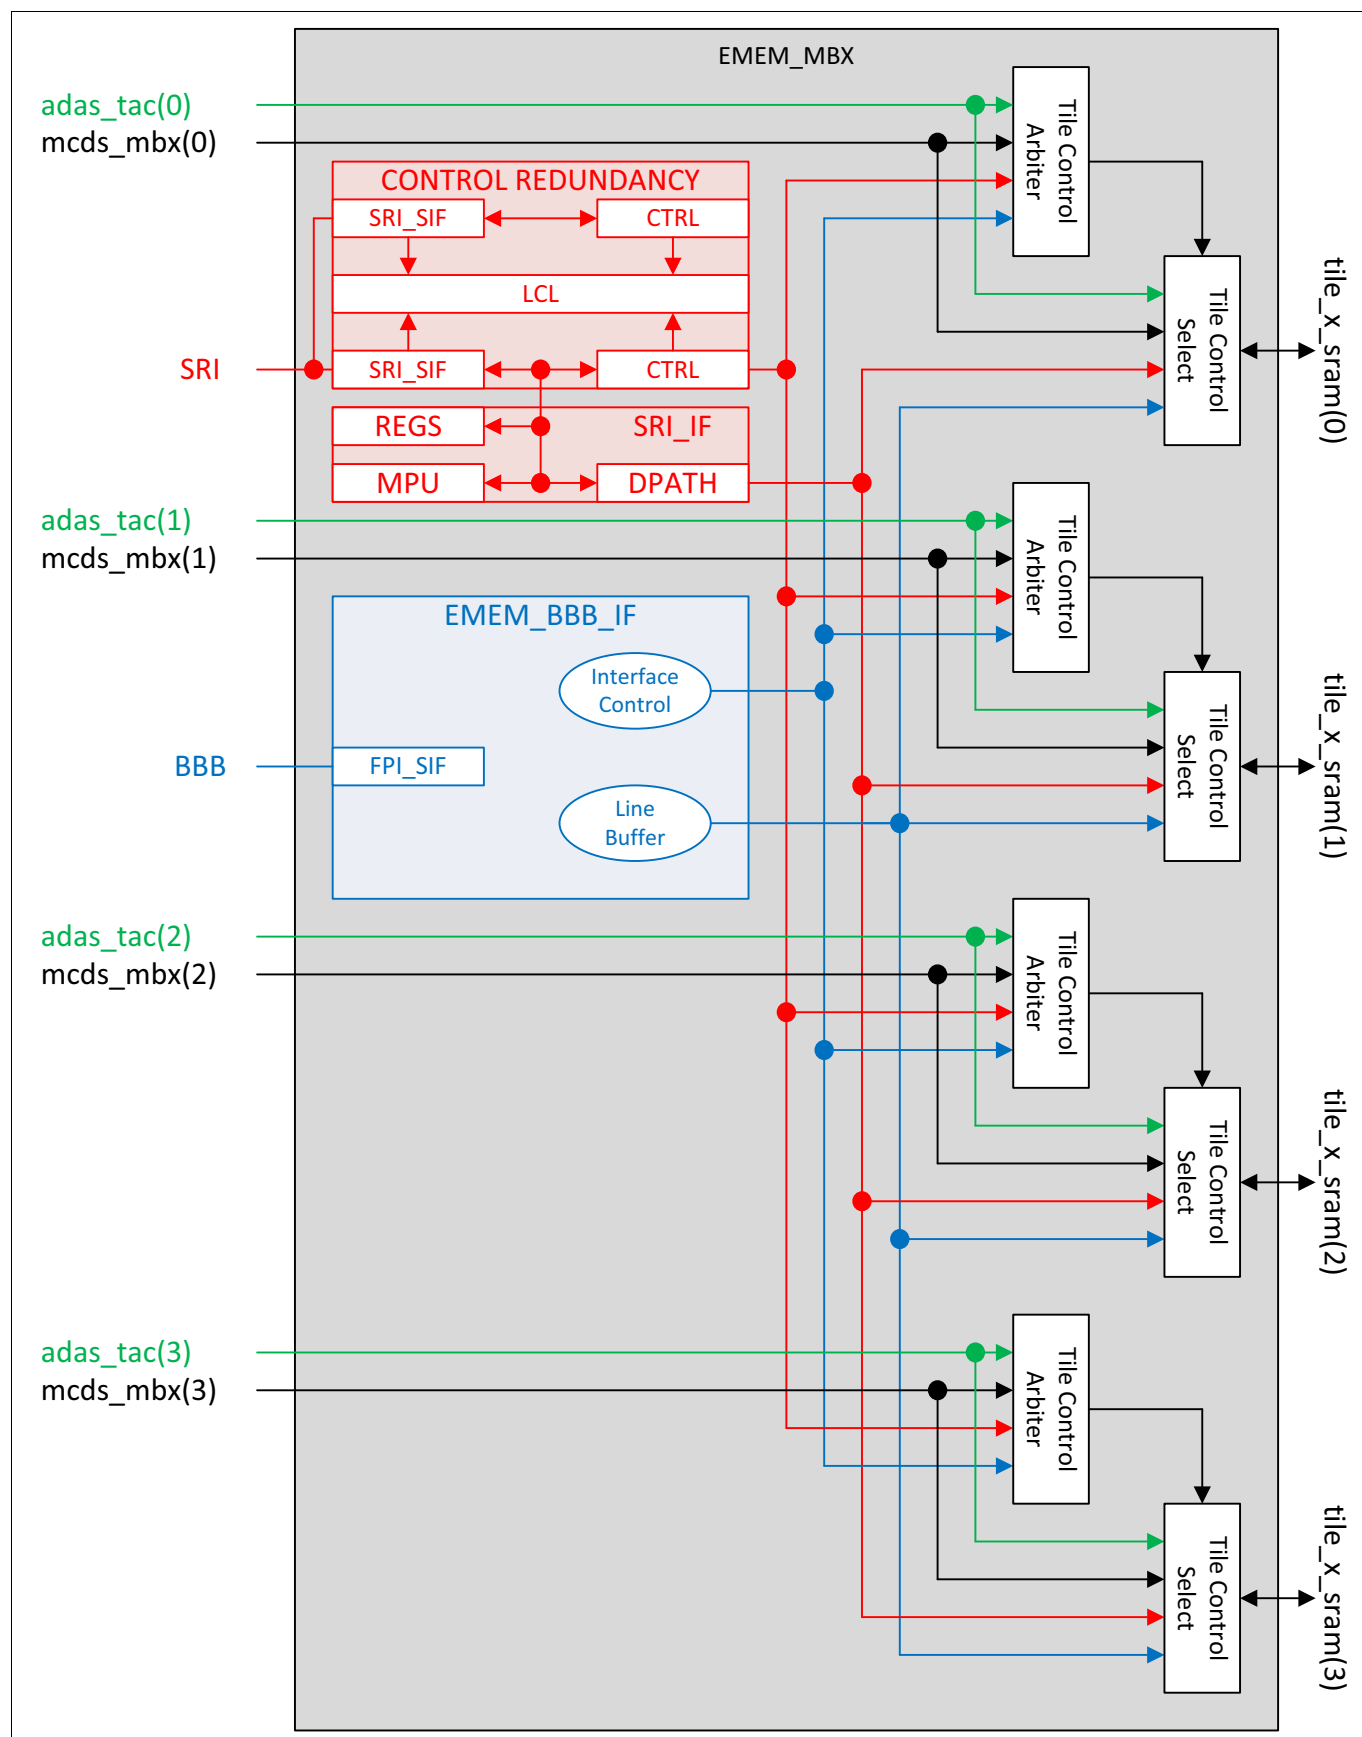 EMEM_MBX
adas_tac(0)
mcds_mbx(0)
Tile Control
Arbiter
CONTROL REDUNDANCY
SRI_SIF
CTRL
LCL
SRI
SRI_SIF
CTRL
Tile Control
Select
tile_x_sram(0)
REGS
SRI_IF
MPU
DPATH
adas_tac(1)
mcds_mbx(1)
Tile Control
Arbiter
EMEM_BBB_IF
Interface
Control
BBB
FPI_SIF
Line
Buffer
Tile Control
Select
tile_x_sram(1)
adas_tac(2)
mcds_mbx(2)
Tile Control
Arbiter
Tile Control
Select
tile_x_sram(2)
adas_tac(3)
mcds_mbx(3)
Tile Control
Arbiter
Tile Control
Select
tile_x_sram(3)